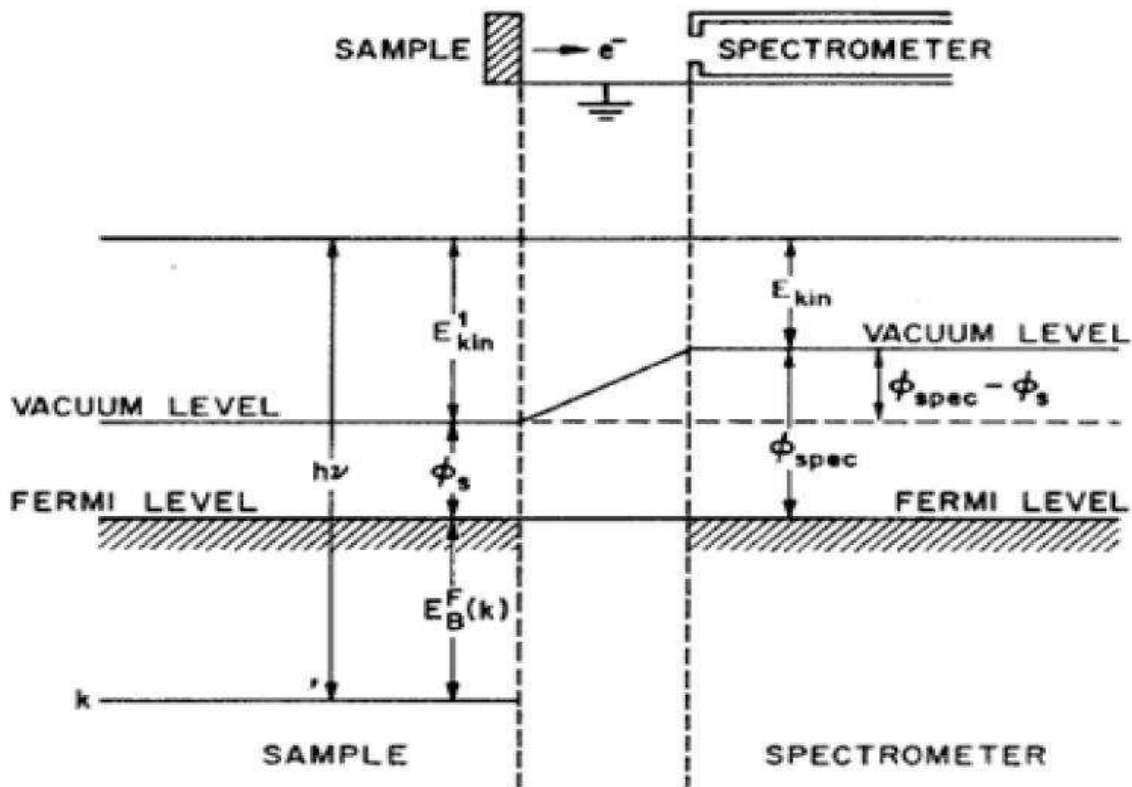 SAMPLE
e⁻
SPECTROMETER
E¹kin
Ekin
VACUUM LEVEL
ϕspec − ϕs
VACUUM LEVEL
hν
ϕs
ϕspec
FERMI LEVEL
FERMI LEVEL
E^F_B(k)
k
SAMPLE
SPECTROMETER